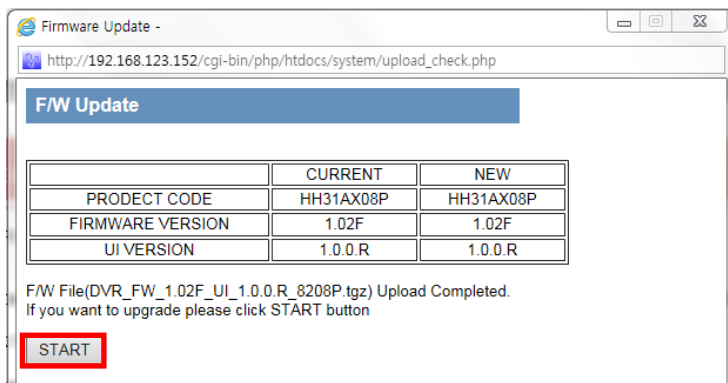 Firmware Update -
http://192.168.123.152/cgi-bin/php/htdocs/system/upload_check.php
F/W Update
CURRENT NEW
PRODECT CODE HH31AX08P HH31AX08P
FIRMWARE VERSION 1.02F 1.02F
UI VERSION 1.0.0.R 1.0.0.R
F/W File(DVR_FW_1.02F_UI_1.0.0.R_8208P.tgz) Upload Completed.
If you want to upgrade please click START button
START